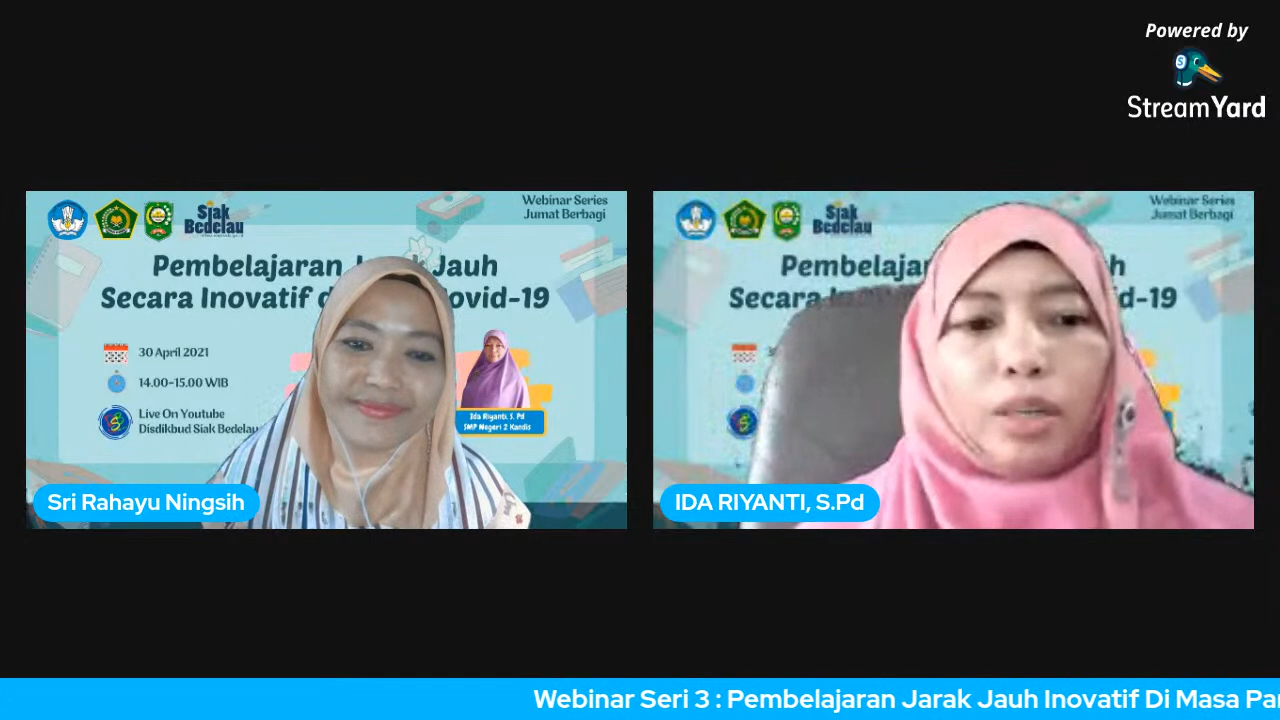 Powered by
StreamYard
Webinar Series
Jumat Berbagi
Siak
Bedelau
Pembelajaran Jauh
Secara Inovatif ovid-19
30 April 2021
14.00-15.00 WIB
Live On Youtube
Disdikbud Siak Bedelau
Ida Riyanti, S. Pd
SMP Negeri 2 Kandis
Sri Rahayu Ningsih
Webinar Series
Jumat Berbagi
Siak
Bedelau
Pembelajar h
Secara d-19
IDA RIYANTI, S.Pd
Webinar Seri 3 : Pembelajaran Jarak Jauh Inovatif Di Masa Pa